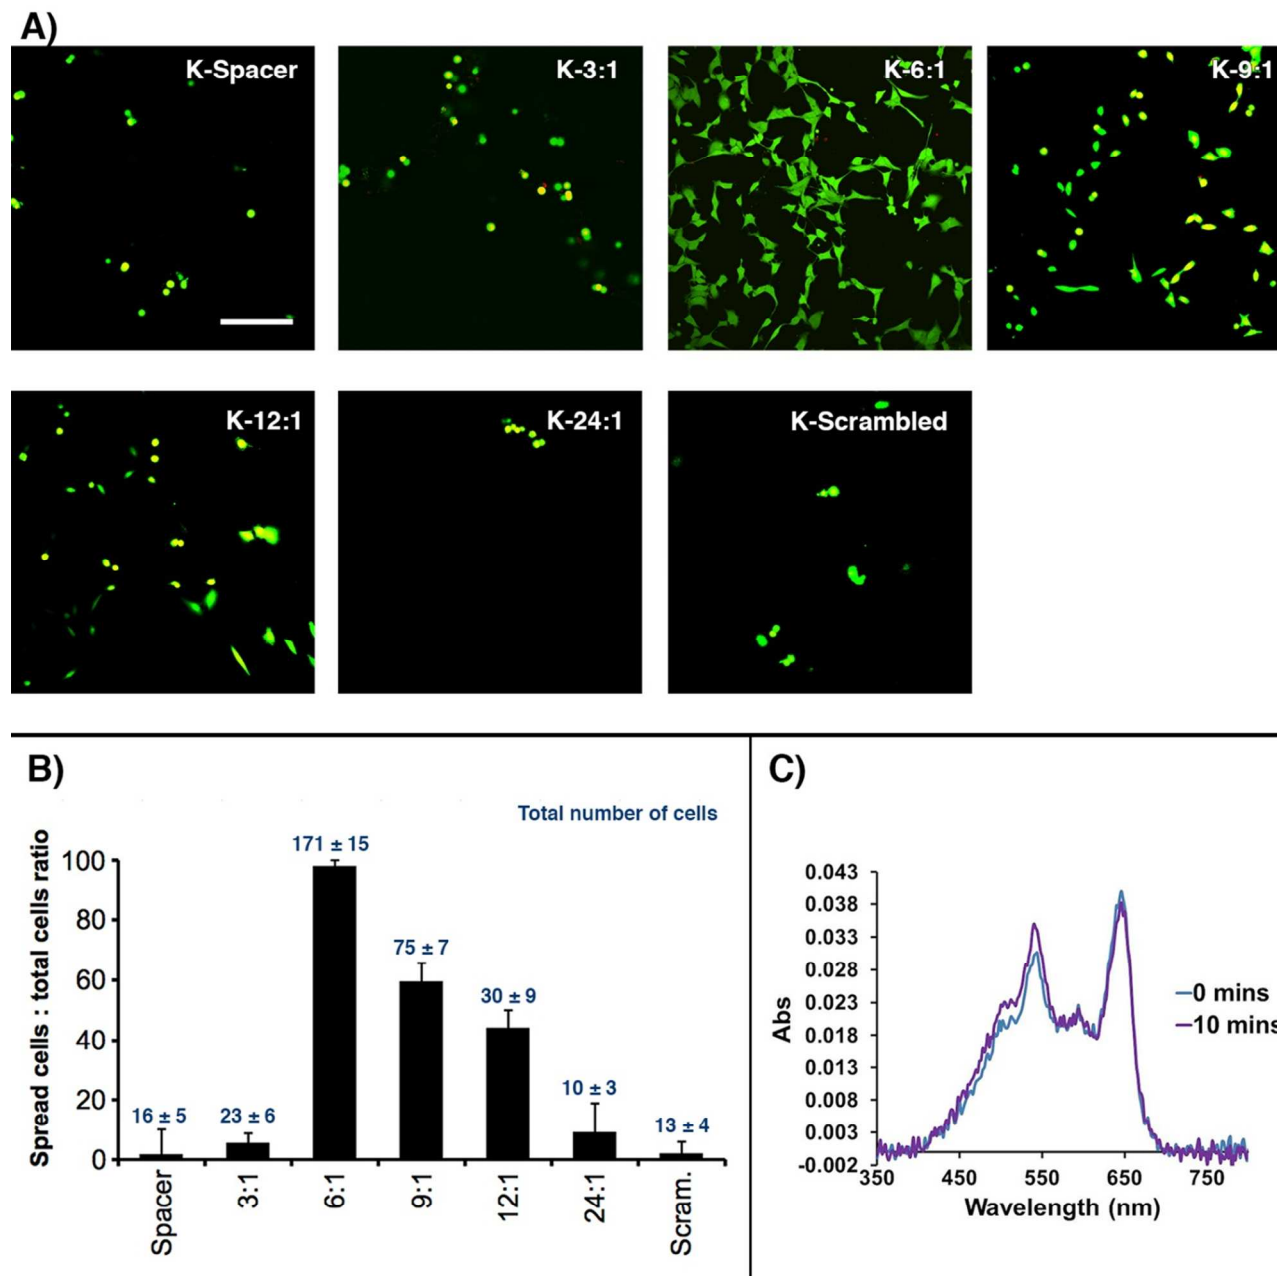 A)
K-Spacer
K-3:1
K-6:1
K-9:1
K-12:1
K-24:1
K-Scrambled
B)
Total number of cells
Spread cells : total cells ratio
100
80
60
40
20
0
16 ± 5
23 ± 6
171 ± 15
75 ± 7
30 ± 9
10 ± 3
13 ± 4
Spacer
3:1
6:1
9:1
12:1
24:1
Scram.
C)
Abs
0.043
0.038
0.033
0.028
0.023
0.018
0.013
0.008
0.003
-0.002
350
450
550
650
750
Wavelength (nm)
0 mins
10 mins